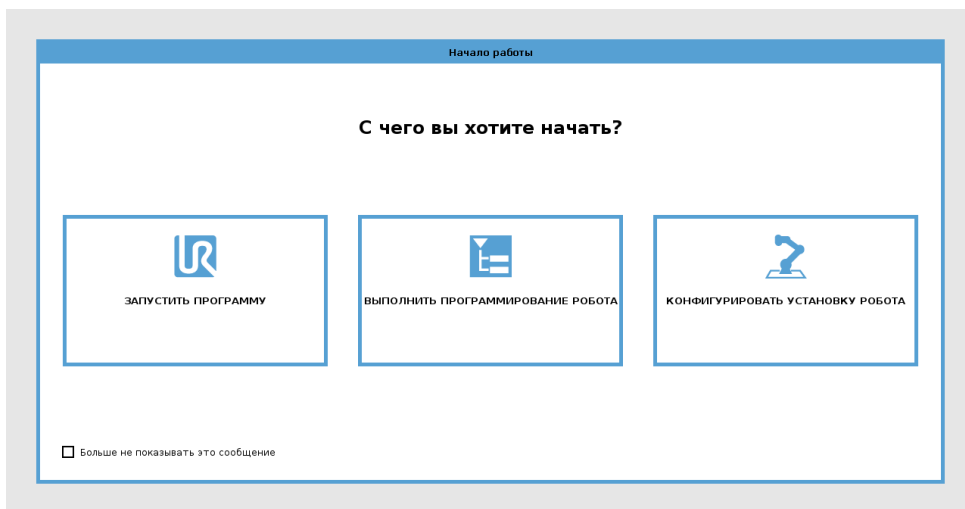 Начало работы
С чего вы хотите начать?
ЗАПУСТИТЬ ПРОГРАММУ
ВЫПОЛНИТЬ ПРОГРАММИРОВАНИЕ РОБОТА
КОНФИГУРИРОВАТЬ УСТАНОВКУ РОБОТА
Больше не показывать это сообщение